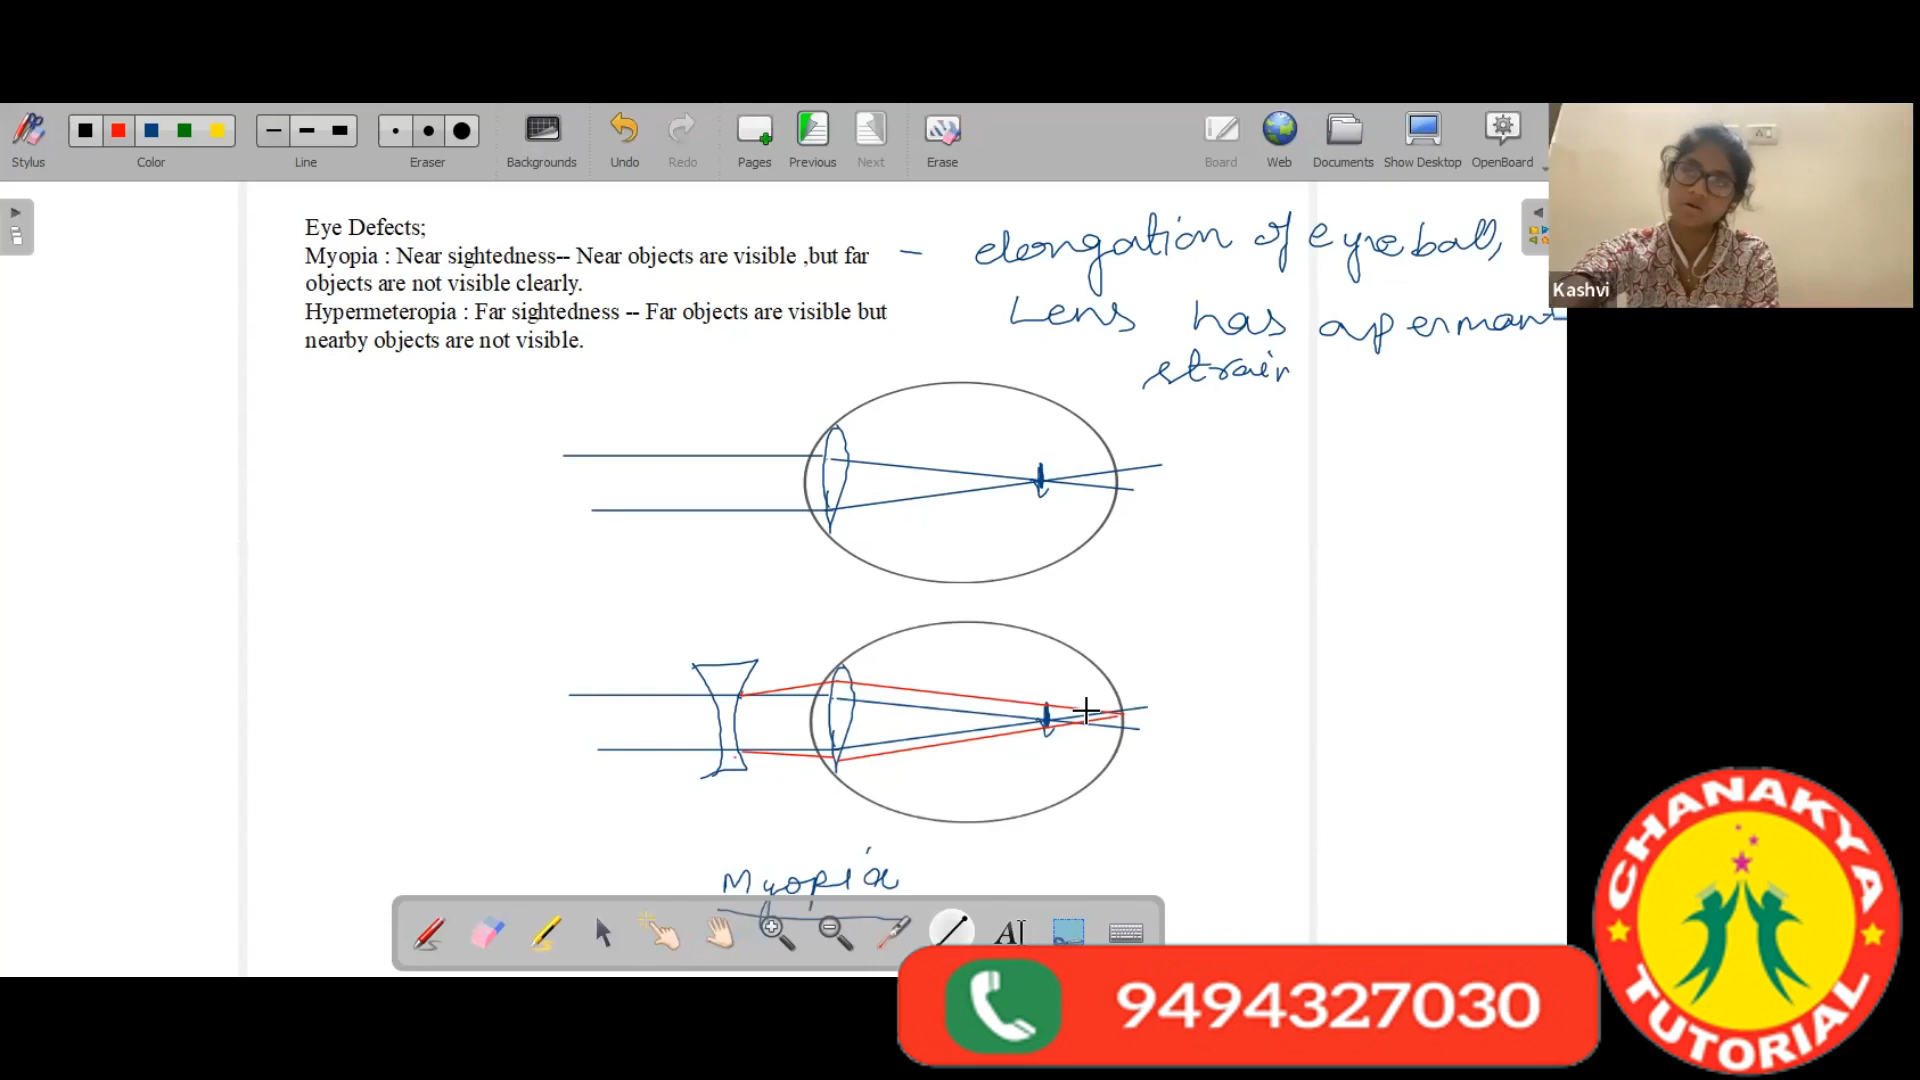 Stylus
Color
Line
Eraser
Backgrounds
Undo
Redo
Pages
Previous
Next
Erase
Board
Web
Documents
Show Desktop
OpenBoard
Kashvi
Eye Defects;
Myopia : Near sightedness-- Near objects are visible ,but far
objects are not visible clearly.
Hypermeteropia : Far sightedness -- Far objects are visible but
nearby objects are not visible.
- elongation of eyeball,
Lens has a permant
strain
Myopia
9494327030
CHANAKYA
TUTORIAL